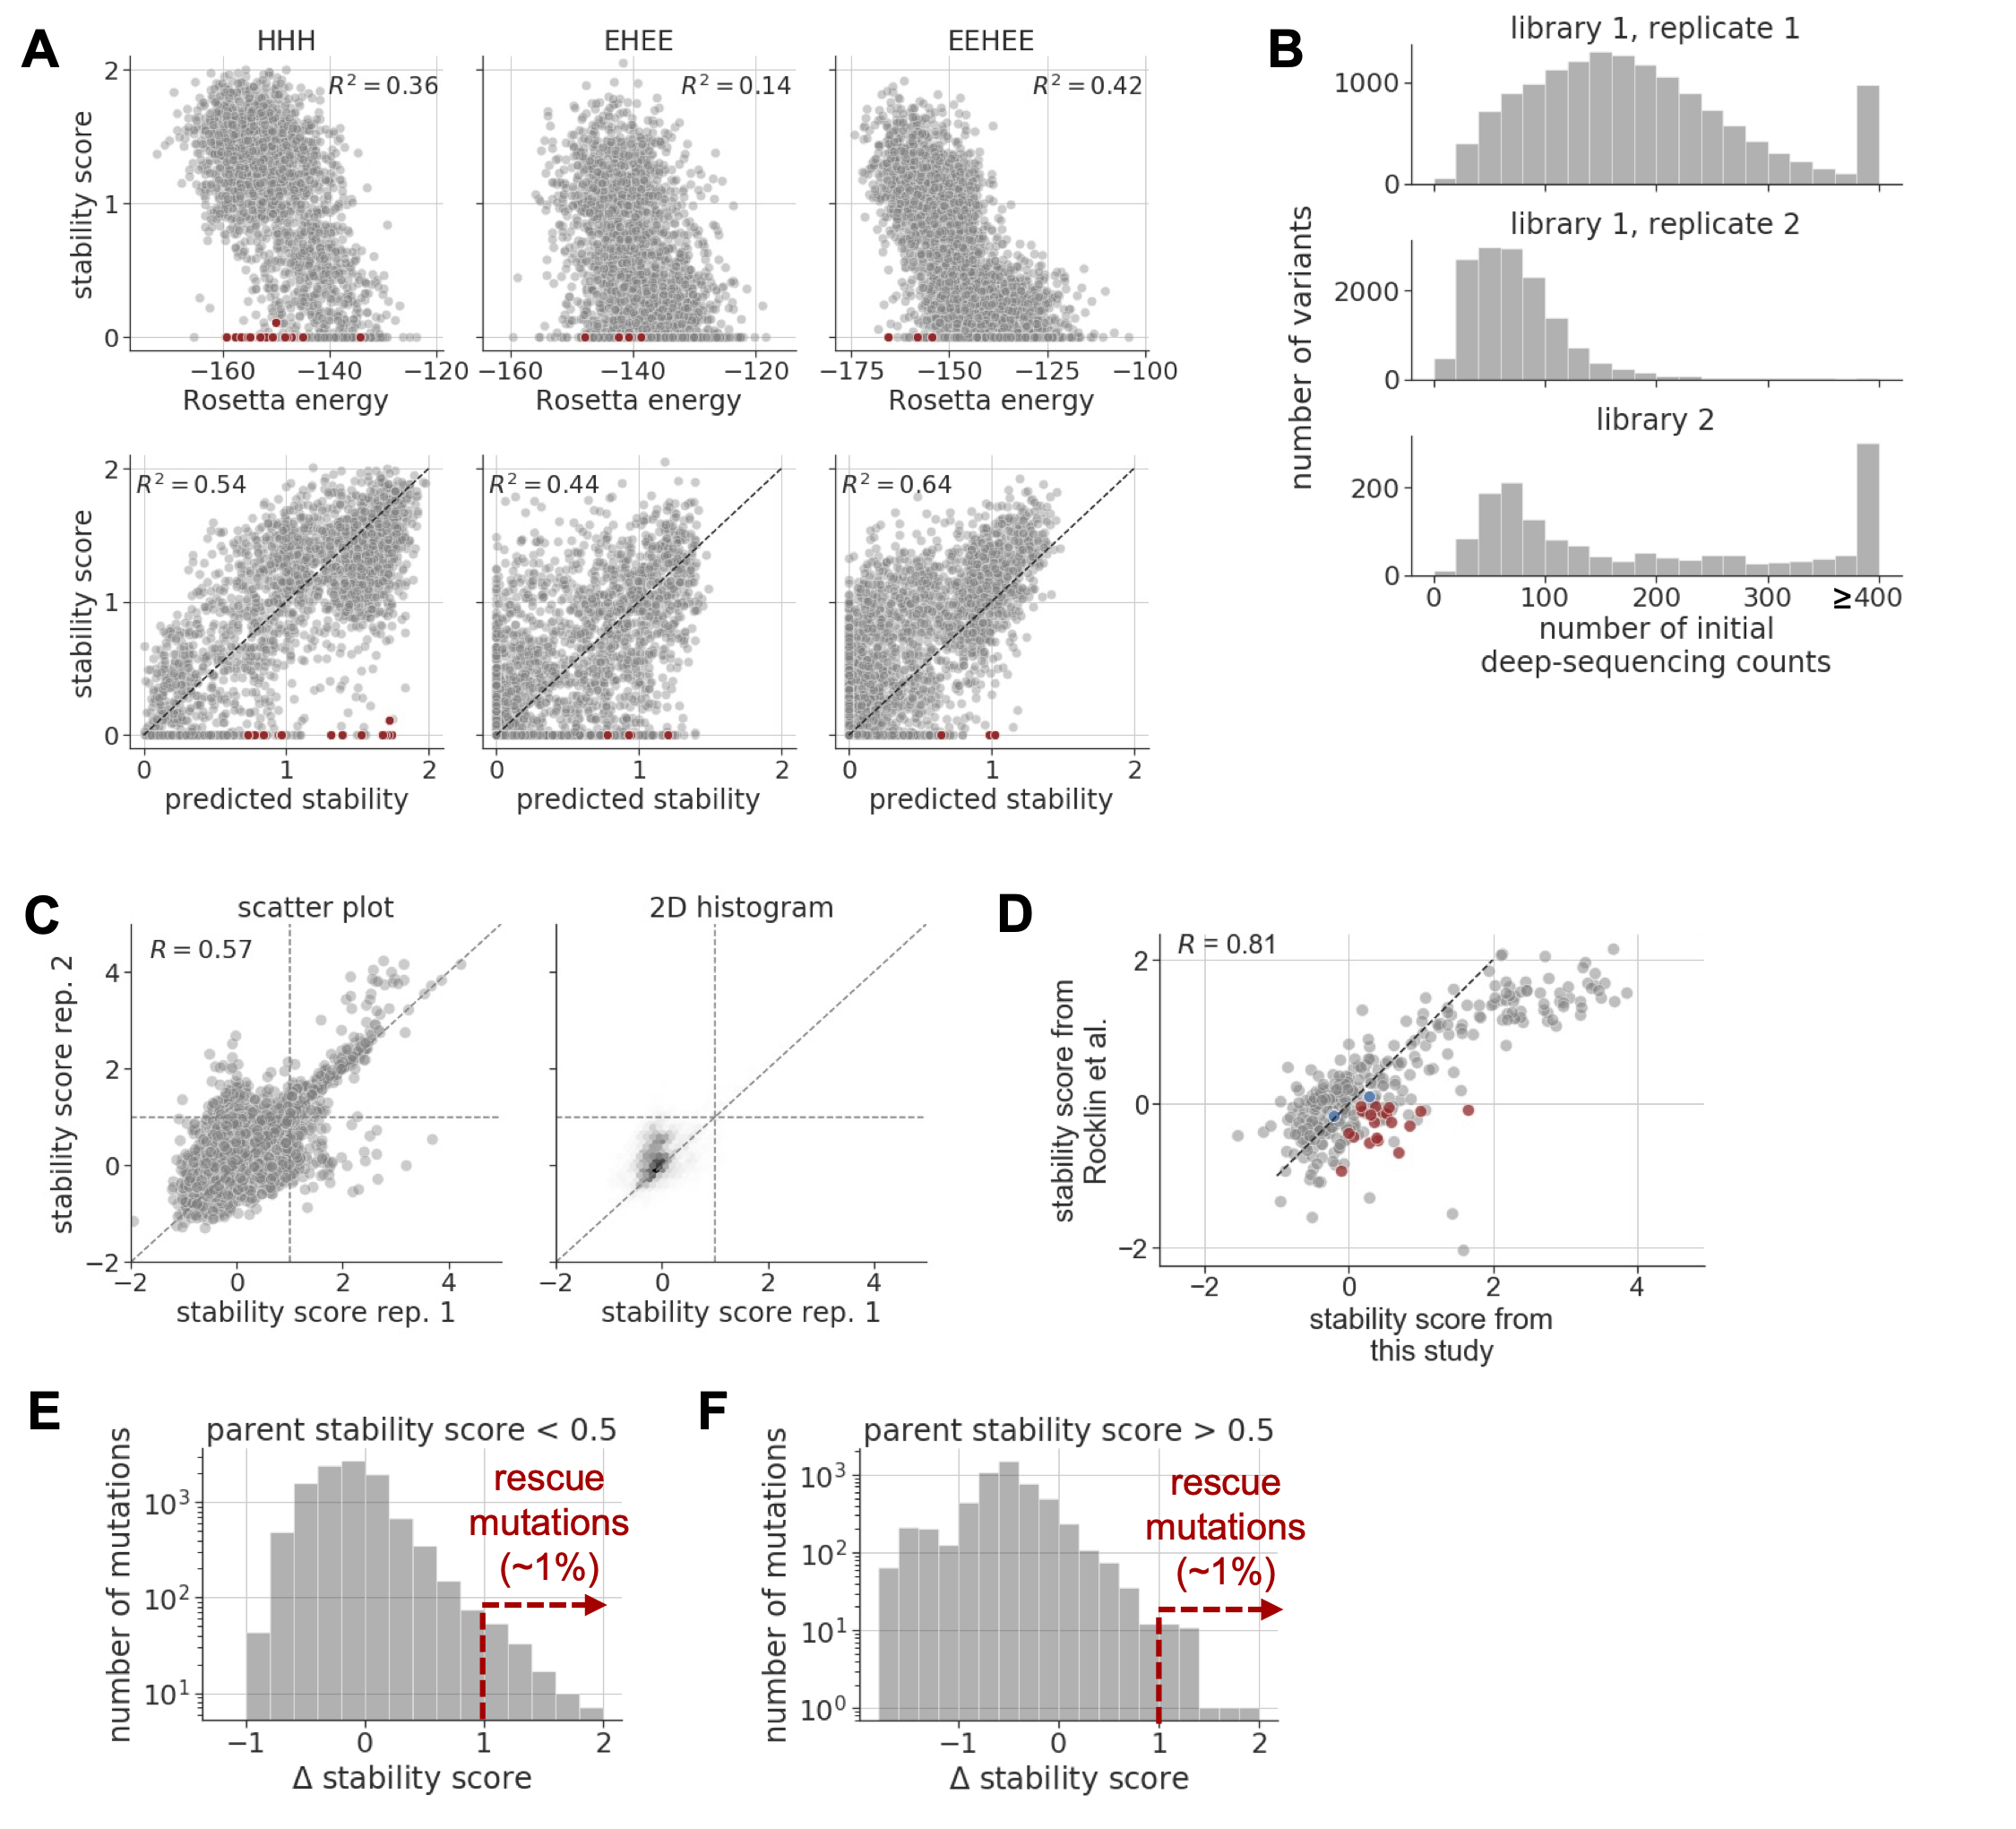 A
HHH
EHEE
EEHEE
R² = 0.36
R² = 0.14
R² = 0.42
stability score
2
1
0
−160
−140
−120
−160
−140
−120
−175
−150
−125
−100
Rosetta energy
Rosetta energy
Rosetta energy
R² = 0.54
R² = 0.44
R² = 0.64
stability score
2
1
0
0
1
2
0
1
2
0
1
2
predicted stability
predicted stability
predicted stability
B
library 1, replicate 1
1000
0
library 1, replicate 2
2000
0
library 2
200
0
number of variants
0
100
200
300
≥400
number of initial
deep-sequencing counts
C
scatter plot
2D histogram
R = 0.57
stability score rep. 2
4
2
0
−2
−2
0
2
4
−2
0
2
4
stability score rep. 1
stability score rep. 1
D
R = 0.81
stability score from
Rocklin et al.
2
0
−2
−2
0
2
4
stability score from
this study
E
parent stability score < 0.5
rescue
mutations
(~1%)
number of mutations
10³
10²
10¹
−1
0
1
2
Δ stability score
F
parent stability score > 0.5
rescue
mutations
(~1%)
number of mutations
10³
10²
10¹
10⁰
−1
0
1
2
Δ stability score